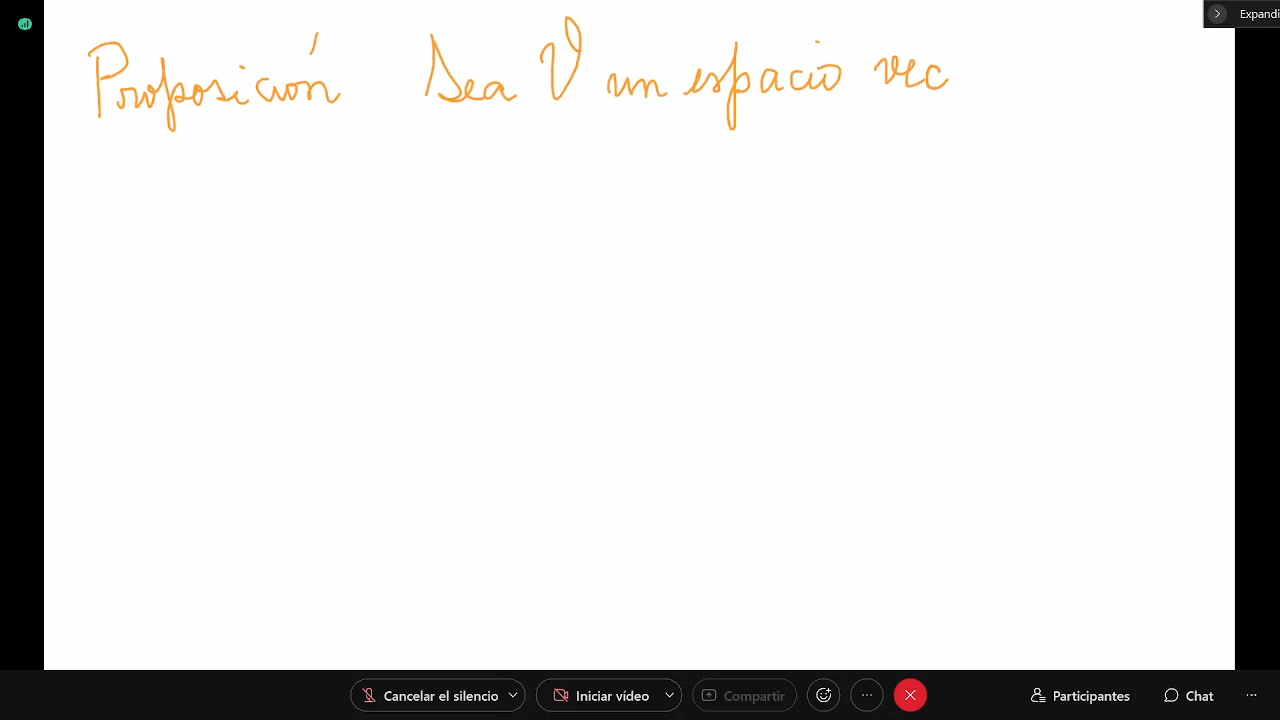 Expandi
Proposición Sea V un espacio vec
Cancelar el silencio Iniciar vídeo Compartir Participantes Chat